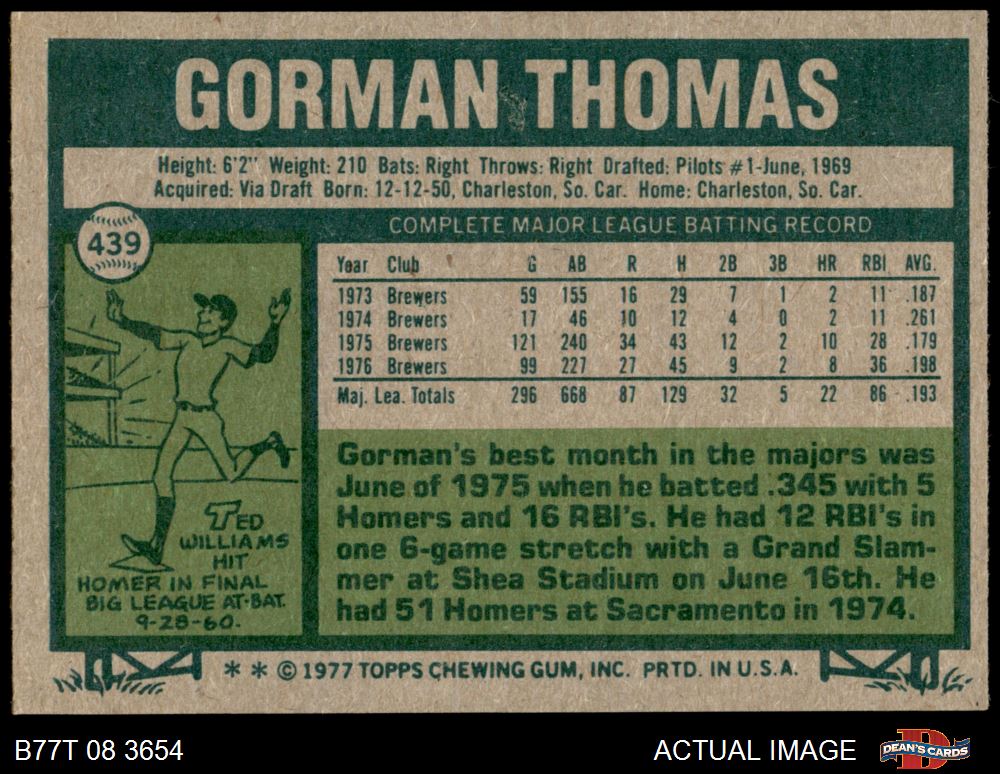 GORMAN THOMAS
Height: 6'2" Weight: 210 Bats: Right Throws: Right Drafted: Pilots #1-June, 1969
Acquired: Via Draft Born: 12-12-50, Charleston, So. Car. Home: Charleston, So. Car.
439
COMPLETE MAJOR LEAGUE BATTING RECORD
Year Club G AB R H 2B 3B HR RBI AVG.
1973 Brewers 59 155 16 29 7 1 2 11 .187
1974 Brewers 17 46 10 12 4 0 2 11 .261
1975 Brewers 121 240 34 43 12 2 10 28 .179
1976 Brewers 99 227 27 45 9 2 8 36 .198
Maj. Lea. Totals 296 668 87 129 32 5 22 86 .193
TED
WILLIAMS
HIT
HOMER IN FINAL
BIG LEAGUE AT-BAT.
9-28-60.
Gorman's best month in the majors was
June of 1975 when he batted .345 with 5
Homers and 16 RBI's. He had 12 RBI's in
one 6-game stretch with a Grand Slam-
mer at Shea Stadium on June 16th. He
had 51 Homers at Sacramento in 1974.
** © 1977 TOPPS CHEWING GUM, INC. PRTD. IN U.S.A.
B77T 08 3654
ACTUAL IMAGE
DEAN'S CARDS